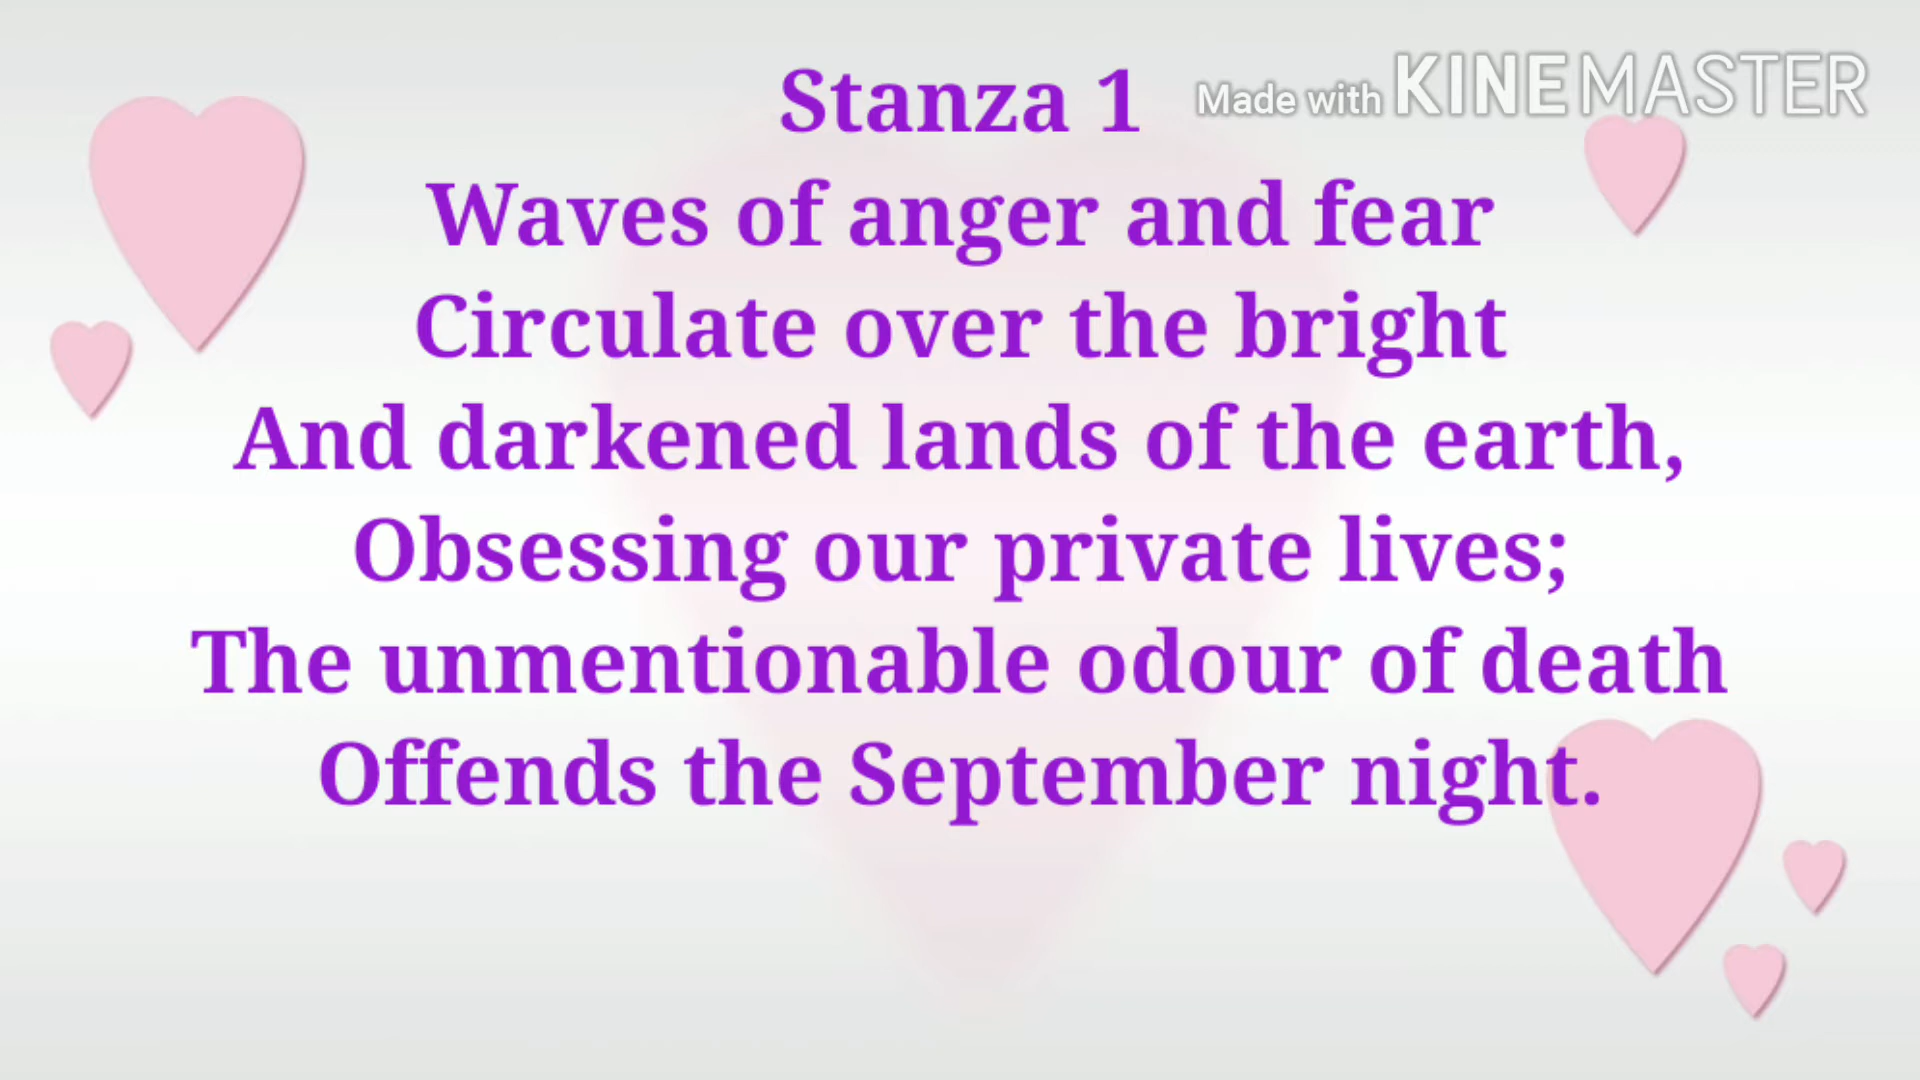 Stanza 1
Made with KINEMASTER
Waves of anger and fear
Circulate over the bright
And darkened lands of the earth,
Obsessing our private lives;
The unmentionable odour of death
Offends the September night.